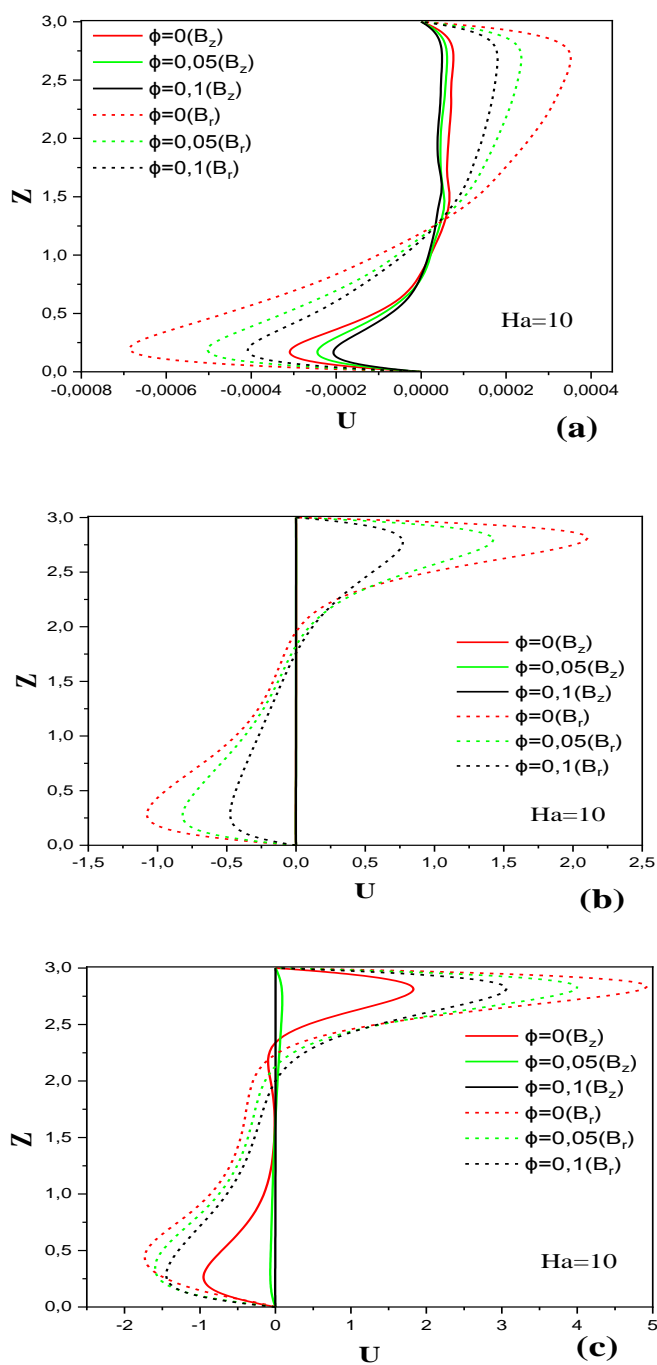 3,0
2,5
2,0
1,5
1,0
0,5
0,0
Z
ϕ=0(Bz)
ϕ=0,05(Bz)
ϕ=0,1(Bz)
ϕ=0(Br)
ϕ=0,05(Br)
ϕ=0,1(Br)
Ha=10
-0,0008 -0,0006 -0,0004 -0,0002 0,0000 0,0002 0,0004
U
(a)
3,0
2,5
2,0
1,5
1,0
0,5
0,0
Z
ϕ=0(Bz)
ϕ=0,05(Bz)
ϕ=0,1(Bz)
ϕ=0(Br)
ϕ=0,05(Br)
ϕ=0,1(Br)
Ha=10
-1,5 -1,0 -0,5 0,0 0,5 1,0 1,5 2,0 2,5
U
(b)
3,0
2,5
2,0
1,5
1,0
0,5
0,0
Z
ϕ=0(Bz)
ϕ=0,05(Bz)
ϕ=0,1(Bz)
ϕ=0(Br)
ϕ=0,05(Br)
ϕ=0,1(Br)
Ha=10
-2 -1 0 1 2 3 4 5
U
(c)